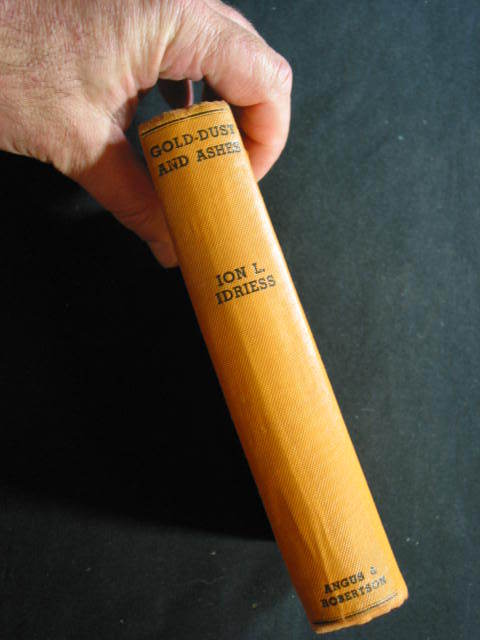 GOLD-DUST
AND ASHES
ION L.
IDRIESS
ANGUS &
ROBERTSON